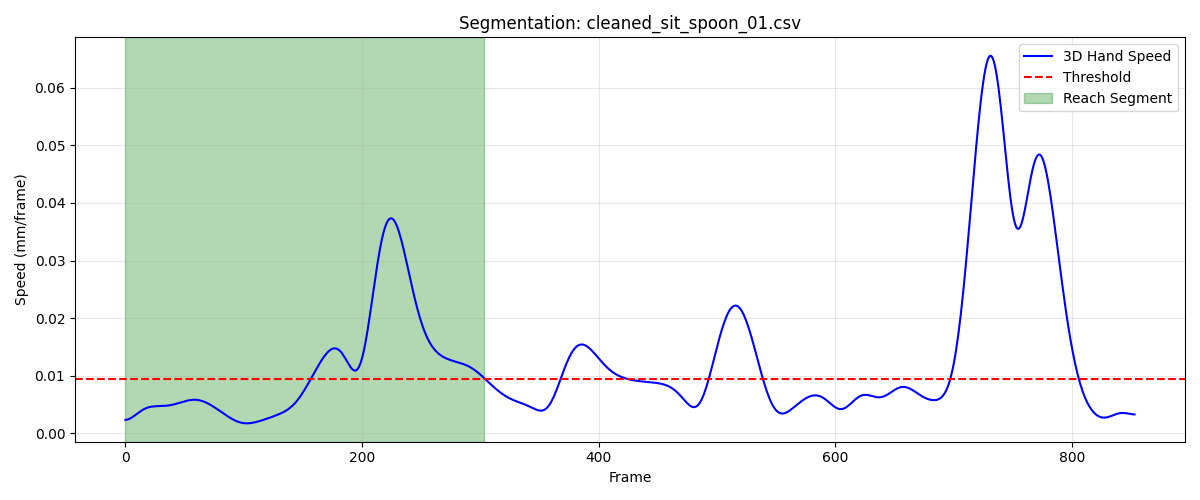 Segmentation: cleaned_sit_spoon_01.csv
3D Hand Speed
Threshold
Reach Segment
Speed (mm/frame)
0.06
0.05
0.04
0.03
0.02
0.01
0.00
0
200
400
600
800
Frame